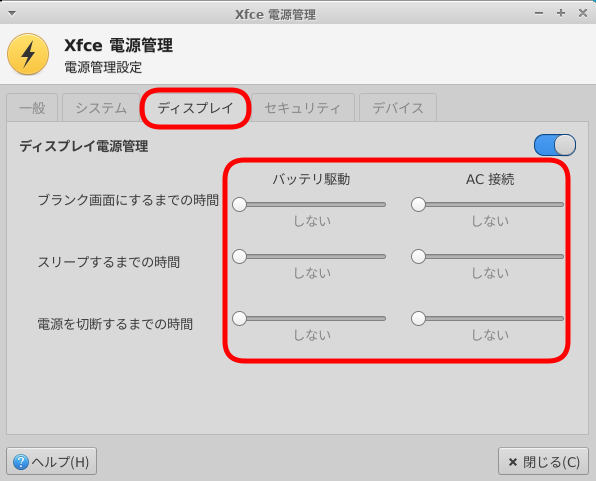 Xfce 電源管理
Xfce 電源管理
電源管理設定
一般 システム ディスプレイ セキュリティ デバイス
ディスプレイ電源管理
バッテリ駆動 AC 接続
ブランク画面にするまでの時間
しない しない
スリープするまでの時間
しない しない
電源を切断するまでの時間
しない しない
ヘルプ(H) 閉じる(C)